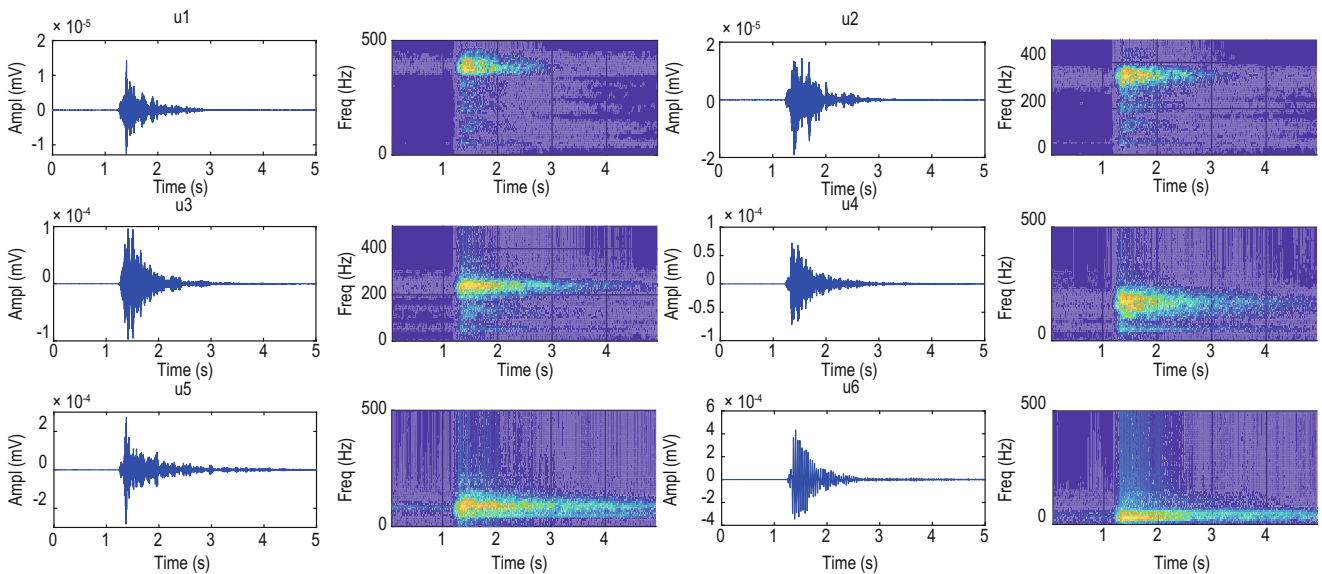 u1
× 10⁻⁵
2
1
0
-1
Ampl (mV)
0 1 2 3 4 5
Time (s)
500
0
Freq (Hz)
1 2 3 4
Time (s)
u2
× 10⁻⁵
2
0
-2
Ampl (mV)
0 1 2 3 4 5
Time (s)
400
200
0
Freq (Hz)
1 2 3 4
Time (s)
u3
× 10⁻⁴
1
0
-1
Ampl (mV)
0 1 2 3 4 5
Time (s)
400
200
0
Freq (Hz)
1 2 3 4
Time (s)
u4
× 10⁻⁴
1
0.5
0
-0.5
-1
Ampl (mV)
0 1 2 3 4 5
Time (s)
500
0
Freq (Hz)
1 2 3 4
Time (s)
u5
× 10⁻⁴
2
0
-2
Ampl (mV)
0 1 2 3 4 5
Time (s)
500
0
Freq (Hz)
1 2 3 4
Time (s)
u6
× 10⁻⁴
6
4
2
0
-2
-4
Ampl (mV)
0 1 2 3 4 5
Time (s)
500
0
Freq (Hz)
1 2 3 4
Time (s)